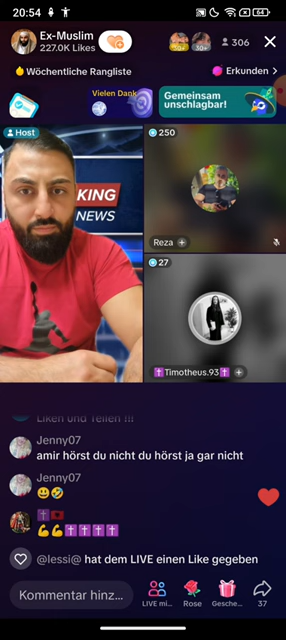 20:54
64
Ex-Muslim
227.0K Likes
30+
306
Wöchentliche Rangliste
Erkunden >
Vielen Dank
Gemeinsam
unschlagbar!
Host
KING
NEWS
250
Reza +
27
✝️Timotheus.93✝️ +
Liken und Teilen !!!
Jenny07
amir hörst du nicht du hörst ja gar nicht
Jenny07
😃🤣
✝️🇦🇱
💪💪✝️✝️✝️✝️
@lessi@ hat dem LIVE einen Like gegeben
Kommentar hinz...
LIVE mi...
Rose
Gesche...
37